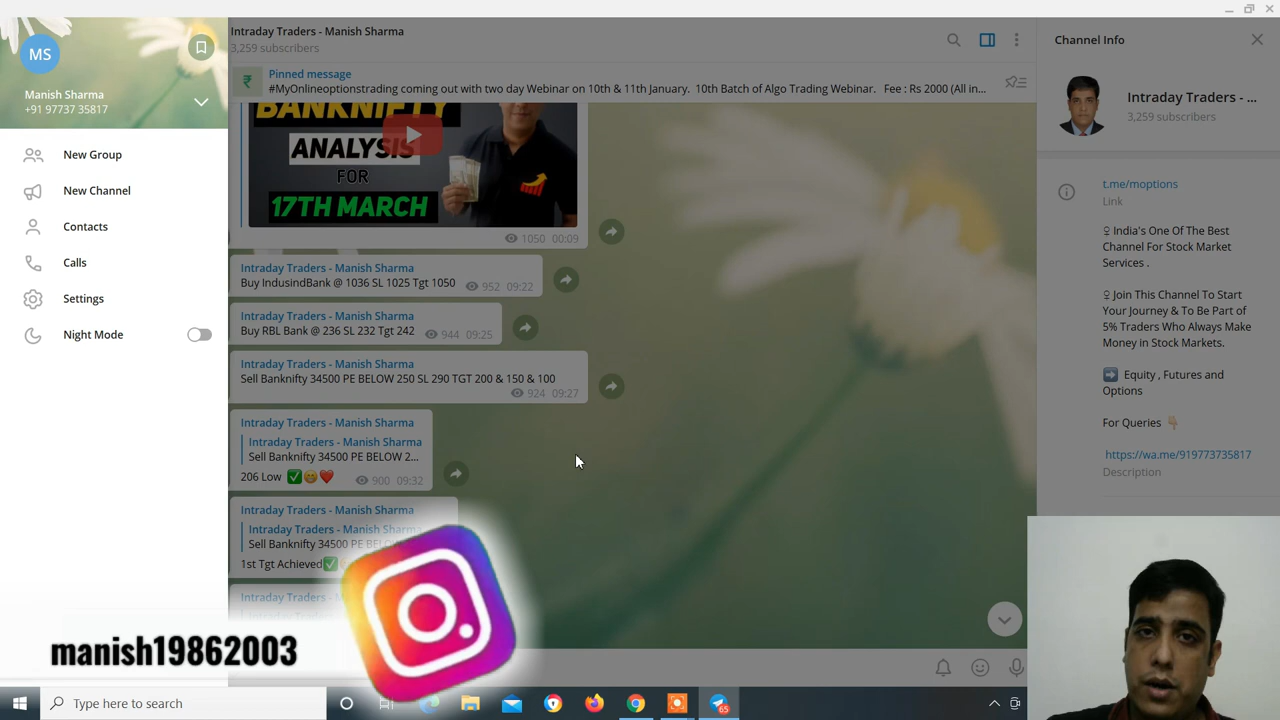 MS
Manish Sharma
+91 97737 35817
New Group
New Channel
Contacts
Calls
Settings
Night Mode
Intraday Traders - Manish Sharma
3,259 subscribers
Pinned message
#MyOnlineoptionstrading coming out with two day Webinar on 10th & 11th January.  10th Batch of Algo Trading Webinar.  Fee : Rs 2000 (All in...
BANKNIFTY
ANALYSIS
FOR
17TH MARCH
1050 00:09
Intraday Traders - Manish Sharma
Buy IndusindBank @ 1036 SL 1025 Tgt 1050
952 09:22
Intraday Traders - Manish Sharma
Buy RBL Bank @ 236 SL 232 Tgt 242
944 09:25
Intraday Traders - Manish Sharma
Sell Banknifty 34500 PE BELOW 250 SL 290 TGT 200 & 150 & 100
924 09:27
Intraday Traders - Manish Sharma
Intraday Traders - Manish Sharma
Sell Banknifty 34500 PE BELOW 2...
206 Low ✅😁❤️
900 09:32
Intraday Traders - Manish Sharma
Intraday Traders - Manish Sharma
Sell Banknifty 34500 PE
1st Tgt Achieved✅
manish19862003
Type here to search
65
Channel Info
Intraday Traders - ...
3,259 subscribers
t.me/moptions
Link
India's One Of The Best
Channel For Stock Market
Services .
Join This Channel To Start
Your Journey & To Be Part of
5% Traders Who Always Make
Money in Stock Markets.
➡️ Equity , Futures and
Options
For Queries 👇🏻
https://wa.me/919773735817
Description